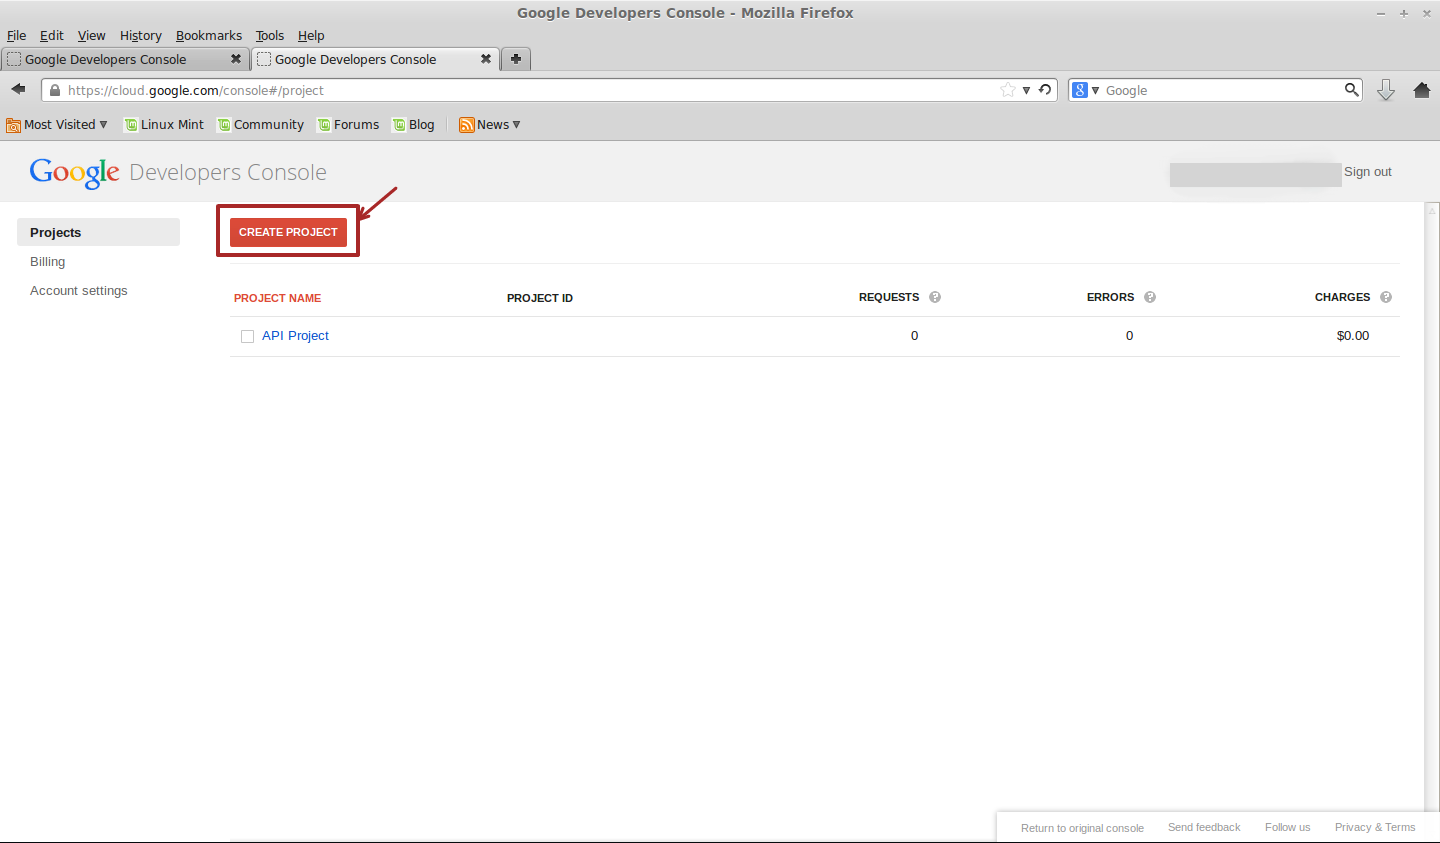 Google Developers Console - Mozilla Firefox
File Edit View History Bookmarks Tools Help
Google Developers Console Google Developers Console
https://cloud.google.com/console#/project Google
Most Visited Linux Mint Community Forums Blog News
Google Developers Console Sign out
Projects
Billing
Account settings
CREATE PROJECT
PROJECT NAME PROJECT ID REQUESTS ? ERRORS ? CHARGES ?
API Project 0 0 $0.00
Return to original console Send feedback Follow us Privacy & Terms